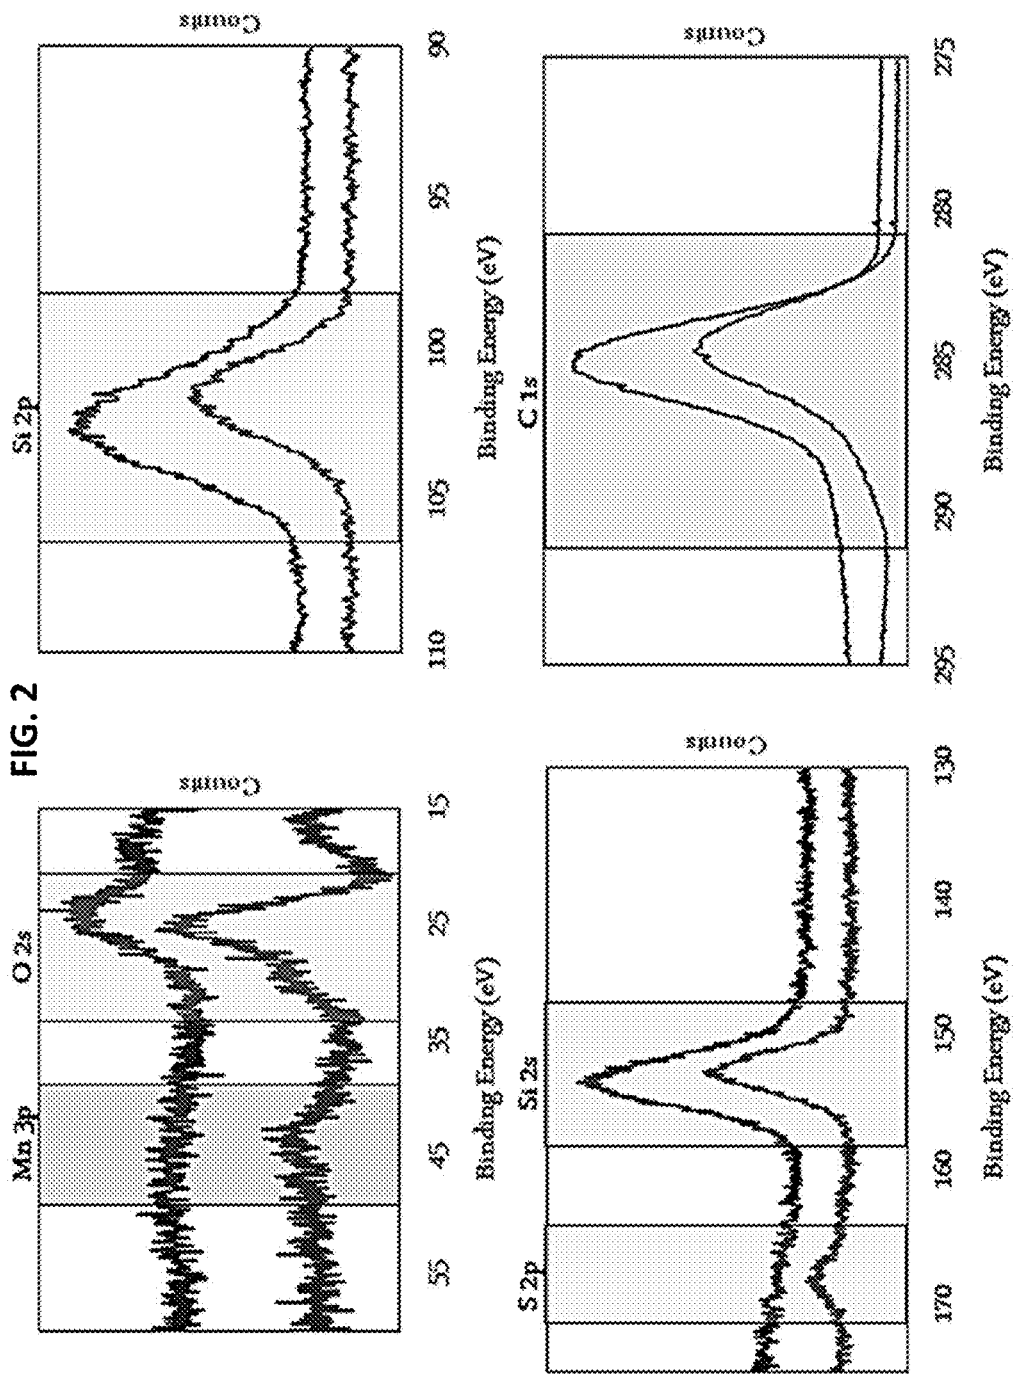 FIG. 2
Mn 3p
O 2s
Counts
55
45
35
25
15
Binding Energy (eV)
Si 2p
Counts
110
105
100
95
90
Binding Energy (eV)
S 2p
Si 2s
Counts
170
160
150
140
130
Binding Energy (eV)
C 1s
Counts
295
290
285
280
275
Binding Energy (eV)